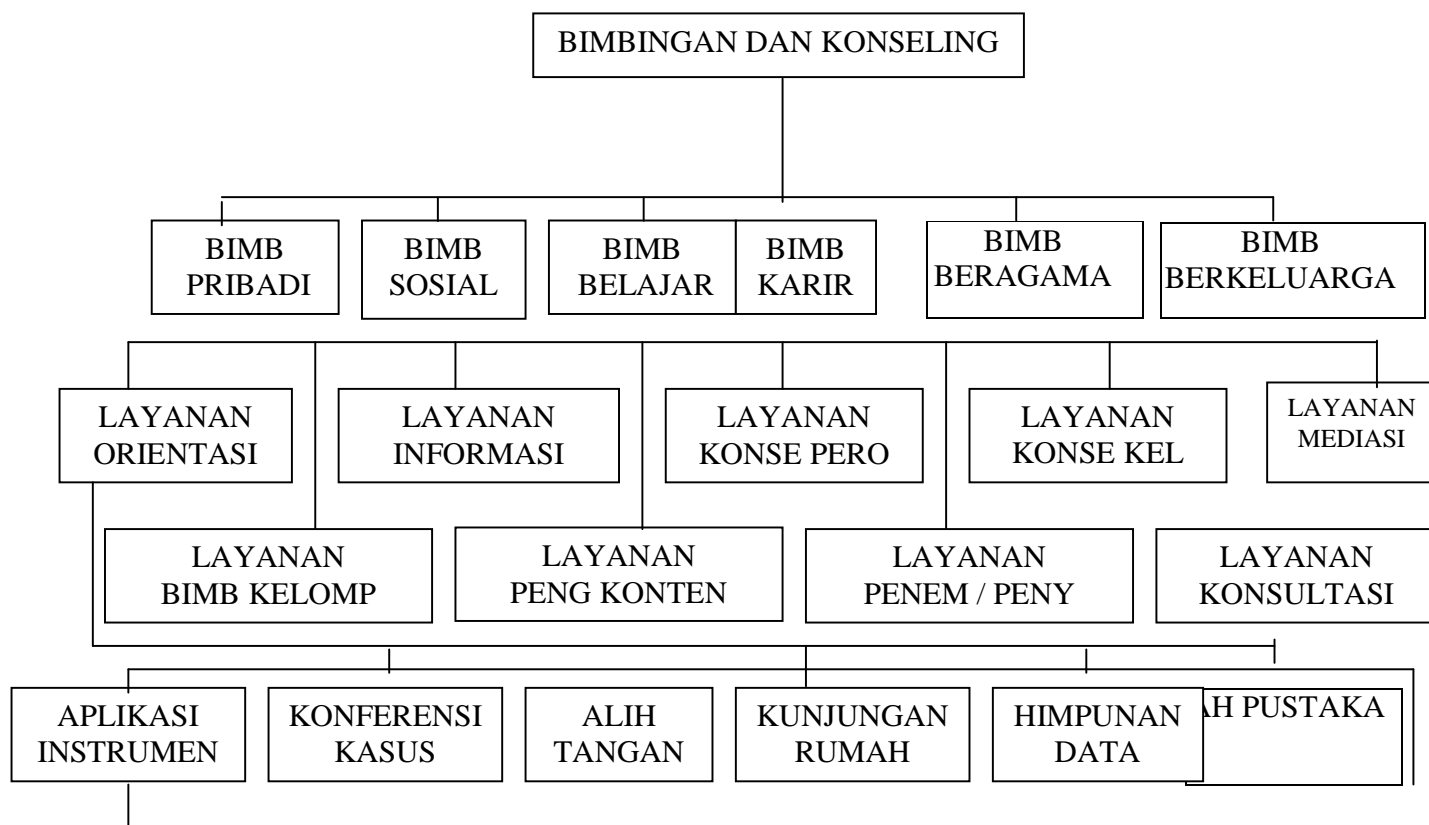 BIMBINGAN DAN KONSELING
BIMB
PRIBADI
BIMB
SOSIAL
BIMB
BELAJAR
BIMB
KARIR
BIMB
BERAGAMA
BIMB
BERKELUARGA
LAYANAN
ORIENTASI
LAYANAN
INFORMASI
LAYANAN
KONSE PERO
LAYANAN
KONSE KEL
LAYANAN
MEDIASI
LAYANAN
BIMB KELOMP
LAYANAN
PENG KONTEN
LAYANAN
PENEM / PENY
LAYANAN
KONSULTASI
APLIKASI
INSTRUMEN
KONFERENSI
KASUS
ALIH
TANGAN
KUNJUNGAN
RUMAH
HIMPUNAN
DATA
PUSTAKA